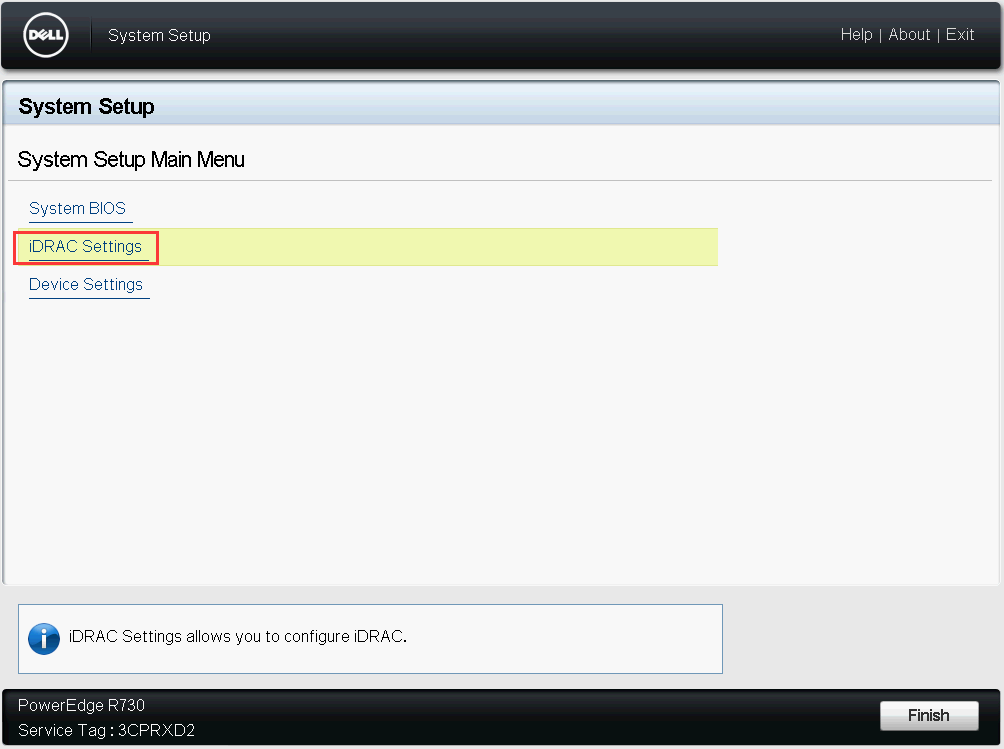 DELL
System Setup
Help | About | Exit
System Setup
System Setup Main Menu
System BIOS
iDRAC Settings
Device Settings
iDRAC Settings allows you to configure iDRAC.
PowerEdge R730
Service Tag : 3CPRXD2
Finish